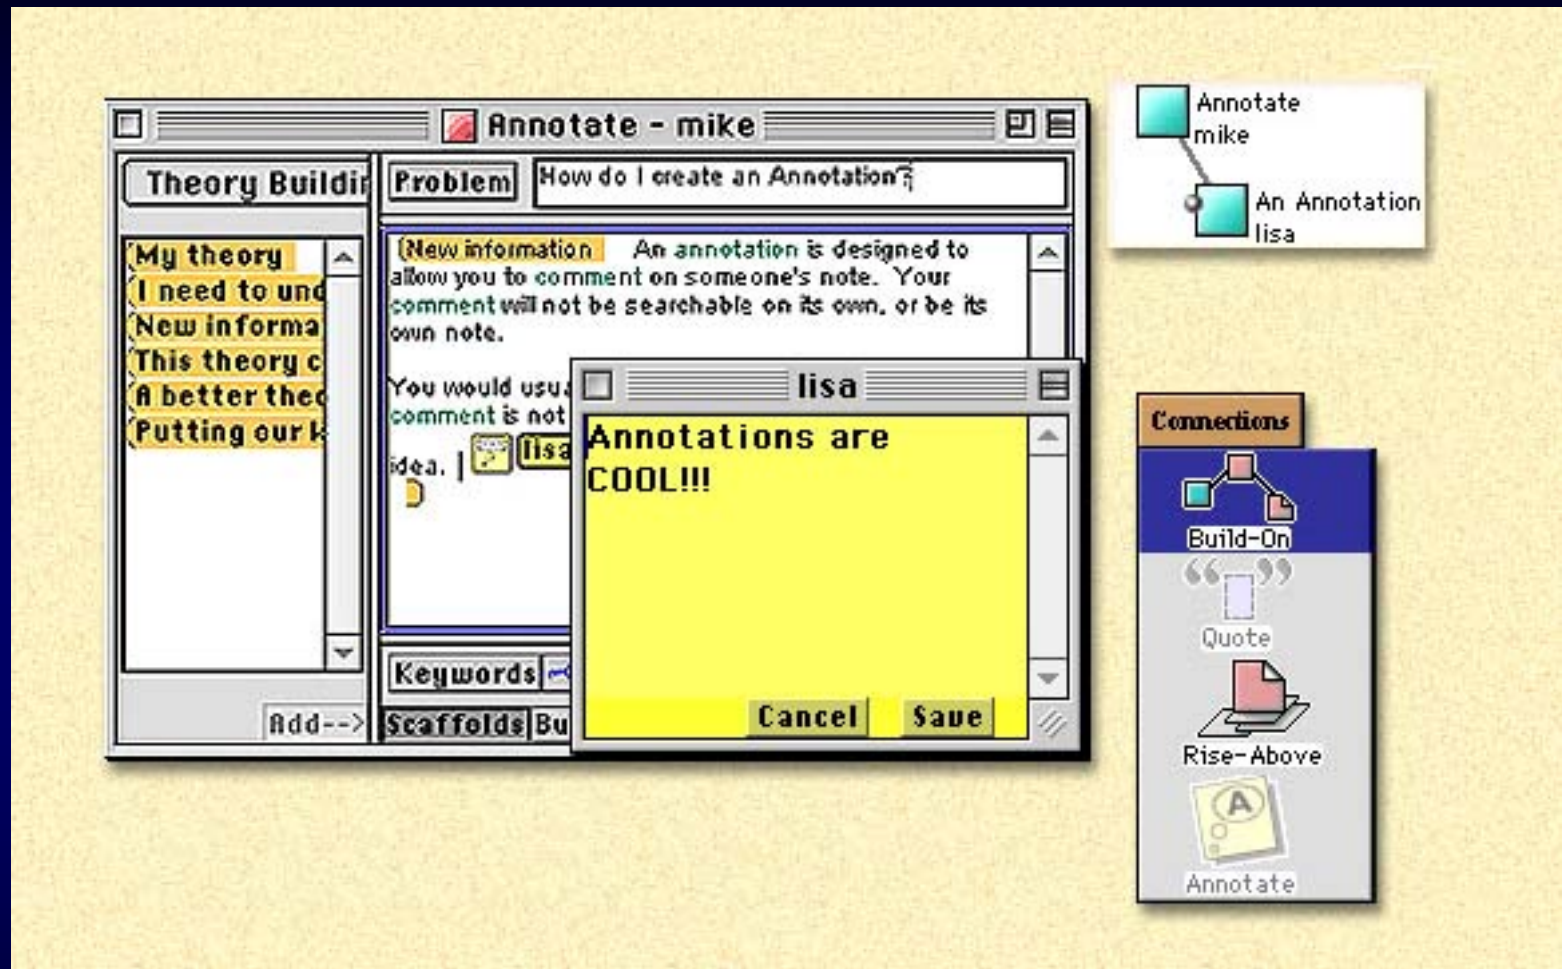 Annotate - mike
Theory Buildin
My theory
I need to und
New informa
This theory c
A better theo
Putting our k
Add-->
Problem
How do I create an Annotation?
New information An annotation is designed to
allow you to comment on someone's note. Your
comment will not be searchable on its own, or be its
own note.
You would usua
comment is not
idea. lisa
Keywords
Scaffolds Bu
lisa
Annotations are
COOL!!!
Cancel Save
Annotate
mike
An Annotation
lisa
Connections
Build-On
Quote
Rise-Above
A
Annotate